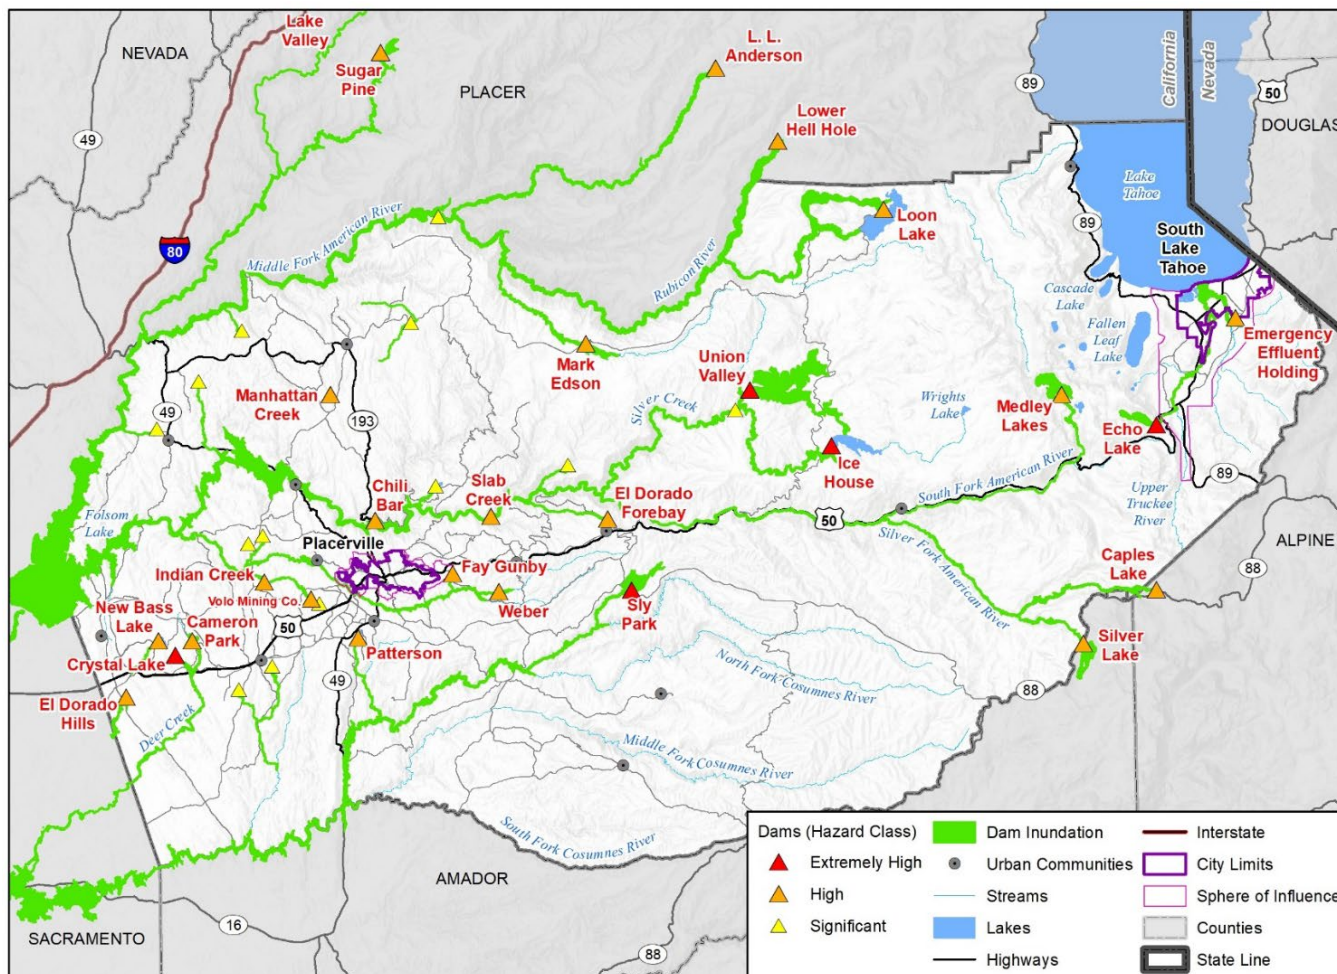 Lake
Valley
NEVADA
Sugar
Pine
PLACER
L. L.
Anderson
Lower
Hell Hole
89
California
Nevada
50
DOUGLAS
49
80
Middle Fork American River
Rubicon River
Loon
Lake
Lake
Tahoe
89
South
Lake
Tahoe
Cascade
Lake
Fallen
Leaf
Lake
Emergency
Effluent
Holding
Mark
Edson
Union
Valley
Manhattan
Creek
49
193
Silver Creek
Wrights
Lake
Medley
Lakes
Echo
Lake
Ice
House
89
Chili
Bar
Slab
Creek
El Dorado
Forebay
South Fork American River
50
Upper
Truckee
River
Folsom
Lake
Placerville
Silver Fork American River
ALPINE
Caples
Lake
88
Indian Creek
Volo Mining Co.
Fay Gunby
Weber
Sly
Park
New Bass
Lake
Cameron
Park
50
Crystal Lake
Patterson
Silver
Lake
North Fork Cosumnes River
88
49
El Dorado
Hills
Deer Creek
Middle Fork Cosumnes River
South Fork Cosumnes River
AMADOR
16
SACRAMENTO
88
Dams (Hazard Class)
Extremely High
High
Significant
Dam Inundation
Urban Communities
Streams
Lakes
Highways
Interstate
City Limits
Sphere of Influence
Counties
State Line